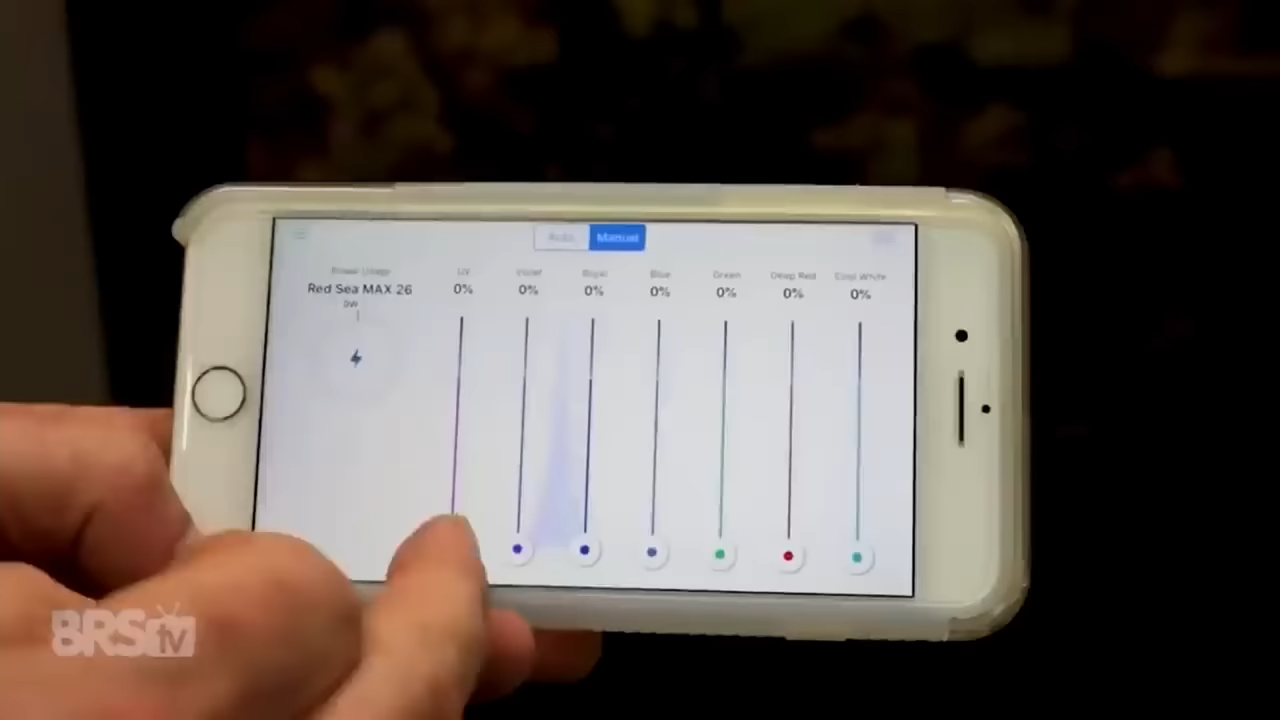 Auto Manual
Power Usage
Red Sea MAX 26
0W
UV Violet Royal Blue Green Deep Red Cool White
0% 0% 0% 0% 0% 0% 0%
BRStv